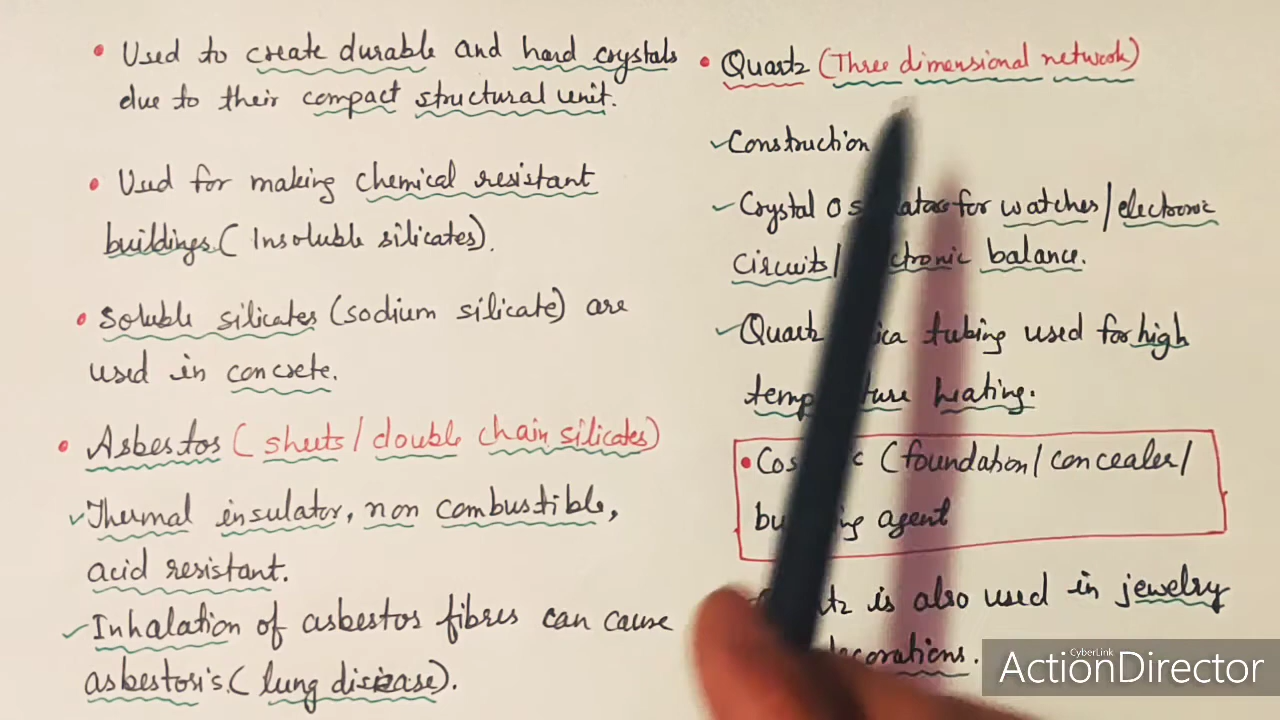 • Used to create durable and hard crystals
due to their compact structural unit.
• Used for making chemical resistant
buildings (Insoluble silicates).
• Soluble silicates (sodium silicate) are
used in concrete.
• Asbestos (sheets/double chain silicates)
✓Thermal insulator, non combustible,
acid resistant.
✓Inhalation of asbestos fibres can cause
asbestosis (lung disease).
• Quartz (Three dimensional network)
✓Construction
✓Crystal for watches/electronic
circuits/ balance.
✓Quartz tubing used for high
heating.
• (foundation/concealer/
agent
is also used in jewelry
CyberLink
ActionDirector